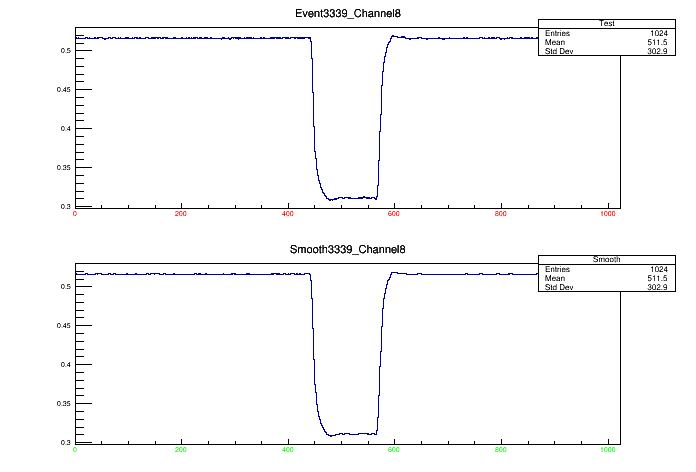 Event3339_Channel8
Test
Entries 1024
Mean 511.5
Std Dev 302.9
0.5
0.45
0.4
0.35
0.3
0 200 400 600 800 1000
Smooth3339_Channel8
Smooth
Entries 1024
Mean 511.5
Std Dev 302.9
0.5
0.45
0.4
0.35
0.3
0 200 400 600 800 1000